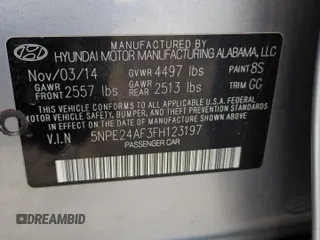 MANUFACTURED BY
HYUNDAI MOTOR MANUFACTURING ALABAMA, LLC
Nov/03/14 GVWR 4497 lbs PAINT 8S
GAWR FRONT 2557 lbs GAWR REAR 2513 lbs TRIM GG
THIS VEHICLE CONFORMS TO ALL APPLICABLE U.S. FEDERAL
MOTOR VEHICLE SAFETY, BUMPER, AND THEFT PREVENTION STANDARDS
IN EFFECT ON THE DATE OF MANUFACTURE SHOWN ABOVE.
V.I.N 5NPE24AF3FH123197
PASSENGER CAR
© DREAMBID